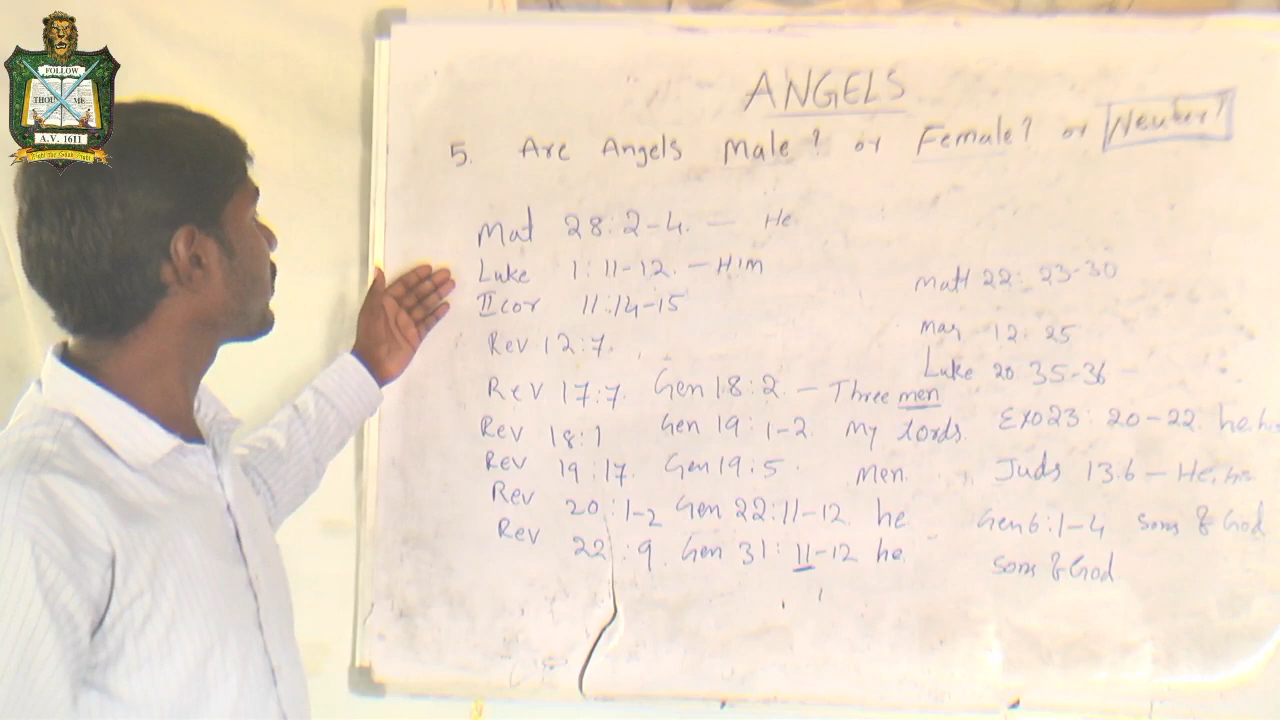 FOLLOW
THOU ME
A.V. 1611
ANGELS
5. Are Angels Male? or Female? or Neuter?
Mat 28:2-4. — He
Luke 1:11-12. — Him
II cor 11:14-15
Rev 12:7.
Rev 17:7. Gen 18:2. — Three men
Rev 18:1 Gen 19:1-2. My Lords.
Rev 19:17. Gen 19:5. Men.
Rev 20:1-2 Gen 22:11-12. he
Rev 22:9. Gen 31:11-12 he.
Matt 22:23-30
Mar 12:25
Luke 20 35-36
Exo 23:20-22. he.
Juds 13.6 — He, his
Gen 6:1-4 Sons of God
Sons of God